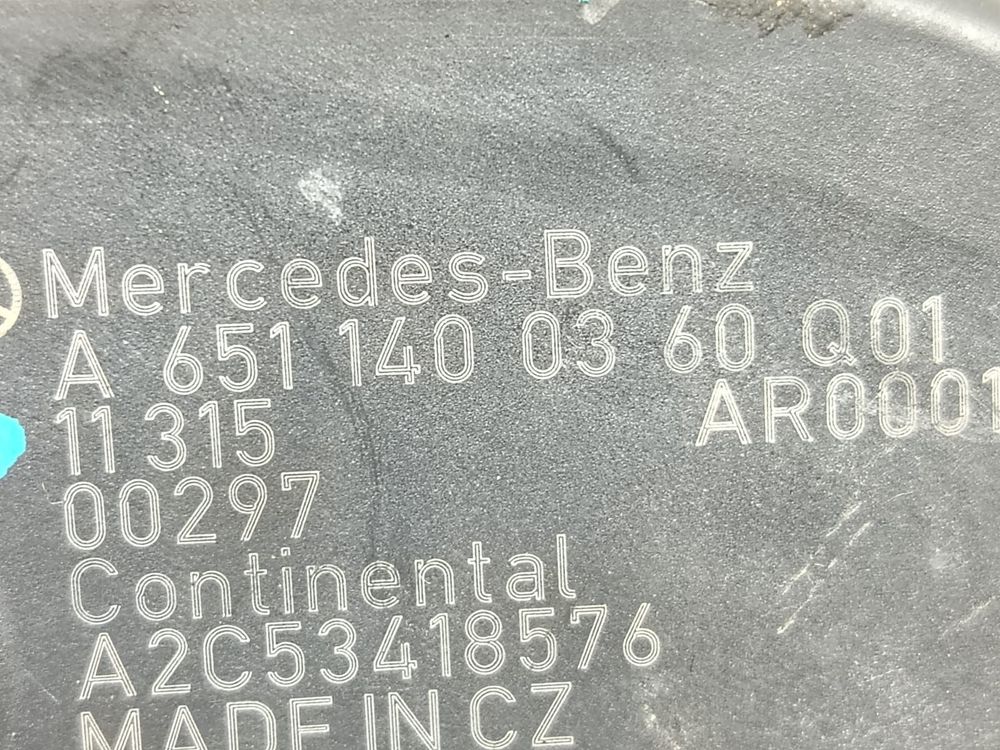 Mercedes-Benz
A 651 140 03 60 Q01
11 315 AR0001
00297
Continental
A2C53418576
MADE IN CZ